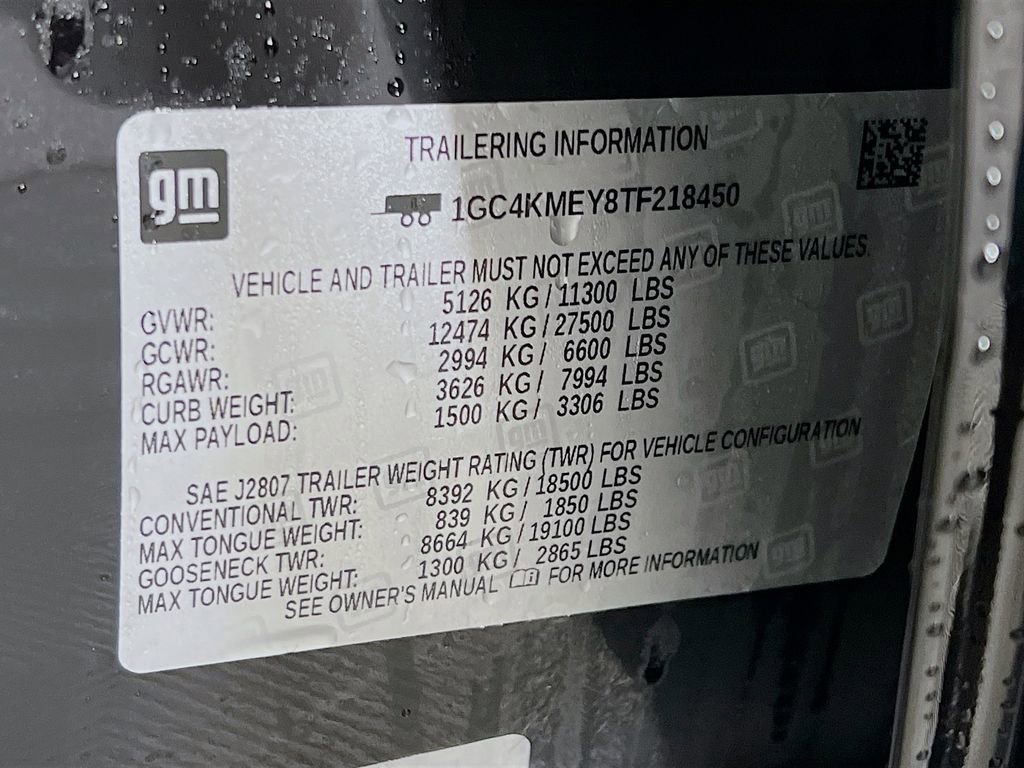 gm
TRAILERING INFORMATION
1GC4KMEY8TF218450
VEHICLE AND TRAILER MUST NOT EXCEED ANY OF THESE VALUES.
GVWR: 5126 KG / 11300 LBS
GCWR: 12474 KG / 27500 LBS
RGAWR: 2994 KG / 6600 LBS
CURB WEIGHT: 3626 KG / 7994 LBS
MAX PAYLOAD: 1500 KG / 3306 LBS
SAE J2807 TRAILER WEIGHT RATING (TWR) FOR VEHICLE CONFIGURATION
CONVENTIONAL TWR: 8392 KG / 18500 LBS
MAX TONGUE WEIGHT: 839 KG / 1850 LBS
GOOSENECK TWR: 8664 KG / 19100 LBS
MAX TONGUE WEIGHT: 1300 KG / 2865 LBS
SEE OWNER'S MANUAL FOR MORE INFORMATION